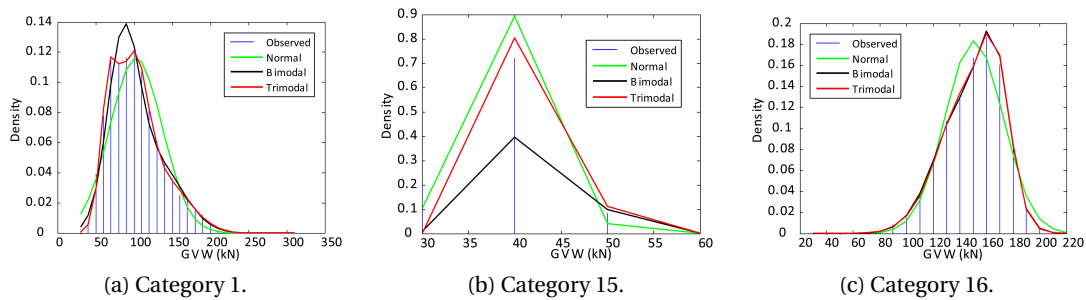 0.14
0.12
0.1
0.08
0.06
0.04
0.02
0
Density
0 50 100 150 200 250 300 350
GVW (kN)
Observed
Normal
Bimodal
Trimodal
(a) Category 1.
0.9
0.8
0.7
0.6
0.5
0.4
0.3
0.2
0.1
0
Density
30 35 40 45 50 55 60
GVW (kN)
Observed
Normal
Bimodal
Trimodal
(b) Category 15.
0.2
0.18
0.16
0.14
0.12
0.1
0.08
0.06
0.04
0.02
0
Density
20 40 60 80 100 120 140 160 180 200 220
GVW (kN)
Observed
Normal
Bimodal
Trimodal
(c) Category 16.